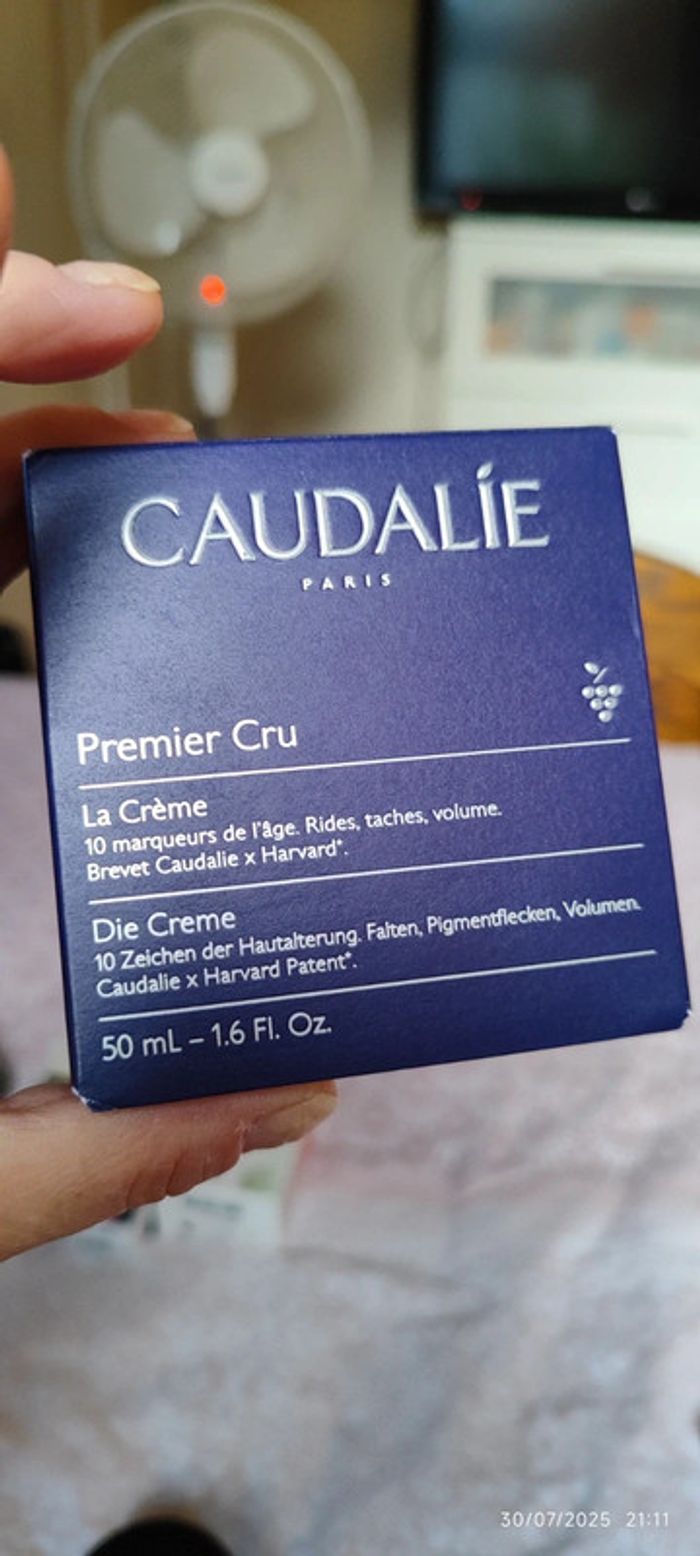 CAUDALÍE
PARIS
Premier Cru
La Crème
10 marqueurs de l'âge. Rides, taches, volume.
Brevet Caudalie x Harvard*.
Die Creme
10 Zeichen der Hautalterung. Falten, Pigmentflecken, Volumen.
Caudalie x Harvard Patent*.
50 mL – 1.6 Fl. Oz.
30/07/2025 21:11